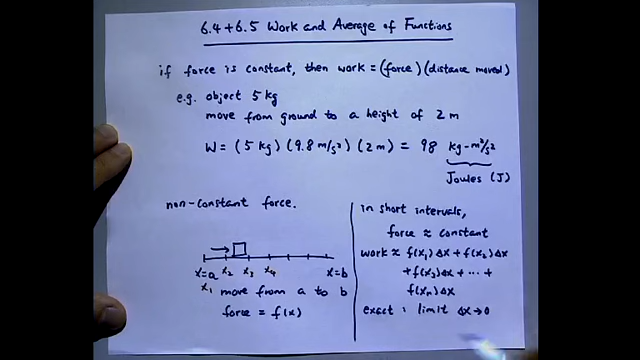 6.4+6.5 Work and Average of Functions
if force is constant, then work = (force)(distance moved)
e.g. object 5 kg
move from ground to a height of 2 m
W = (5 kg)(9.8 m/s²)(2 m) = 98 kg-m²/s²
Joules (J)
non-constant force.
x=a x₂ x₃ x₄ x=b
x₁ move from a to b
force = f(x)
in short intervals,
force ≈ constant
work ≈ f(x₁)Δx + f(x₂)Δx
+f(x₃)Δx + ... +
f(xₙ)Δx
exact : limit Δx→0